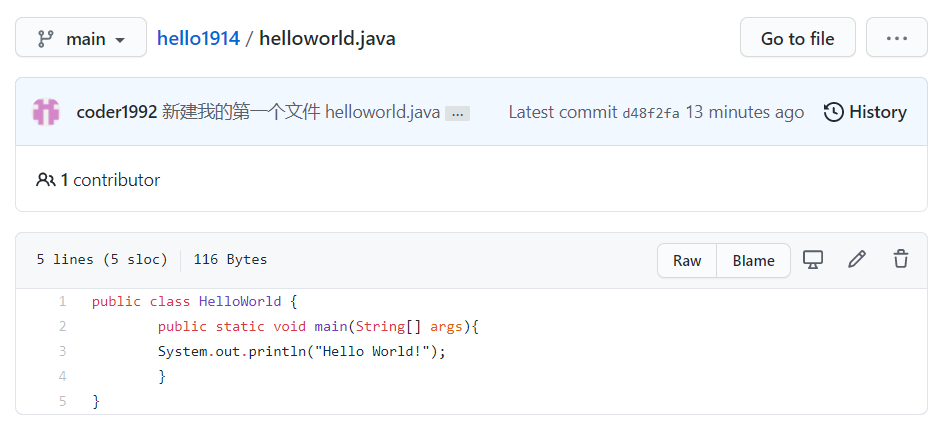 main
hello1914 / helloworld.java
Go to file
...
coder1992 新建我的第一个文件 helloworld.java ...
Latest commit d48f2fa 13 minutes ago
History
1 contributor
5 lines (5 sloc) 116 Bytes
Raw Blame
1 public class HelloWorld {
2 public static void main(String[] args){
3 System.out.println("Hello World!");
4 }
5 }